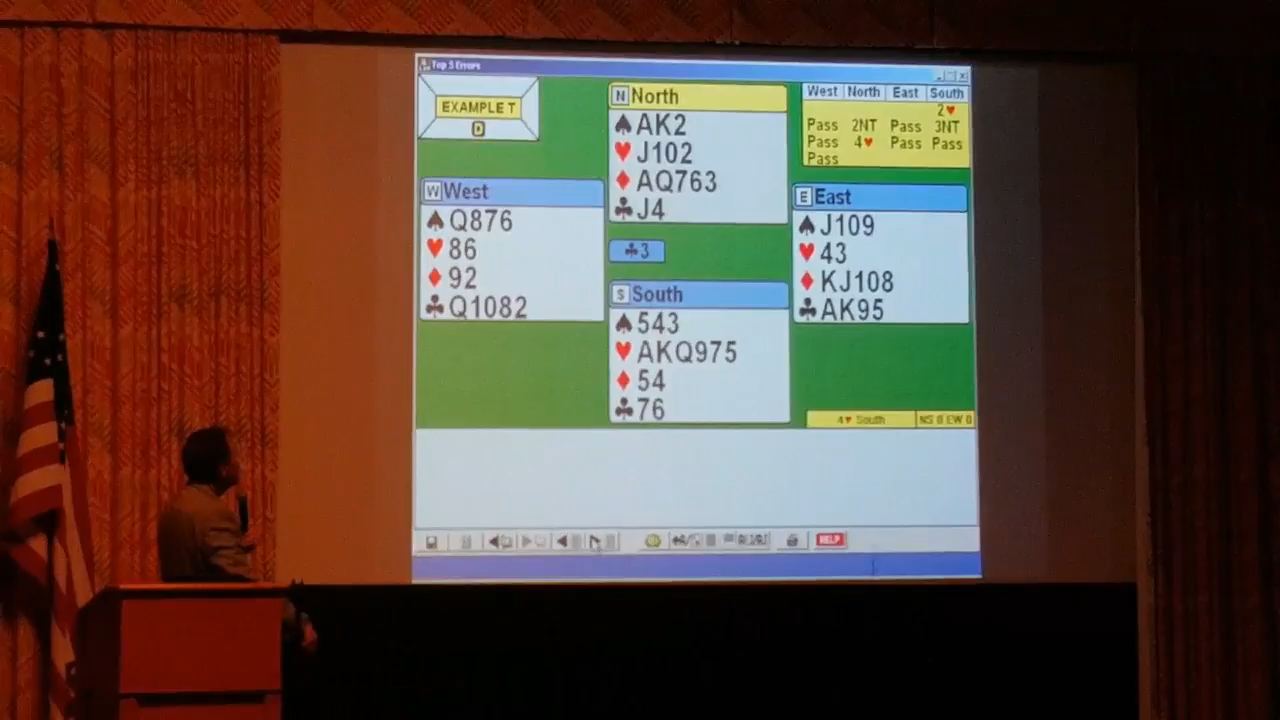 Top 5 Errors
EXAMPLE T
D
N North
♠ AK2
♥ J102
♦ AQ763
♣ J4
West North East South
2♥
Pass 2NT Pass 3NT
Pass 4♥ Pass Pass
Pass
W West
♠ Q876
♥ 86
♦ 92
♣ Q1082
♣3
E East
♠ J109
♥ 43
♦ KJ108
♣ AK95
S South
♠ 543
♥ AKQ975
♦ 54
♣ 76
4♥ South
NS 0 EW 0
HELP